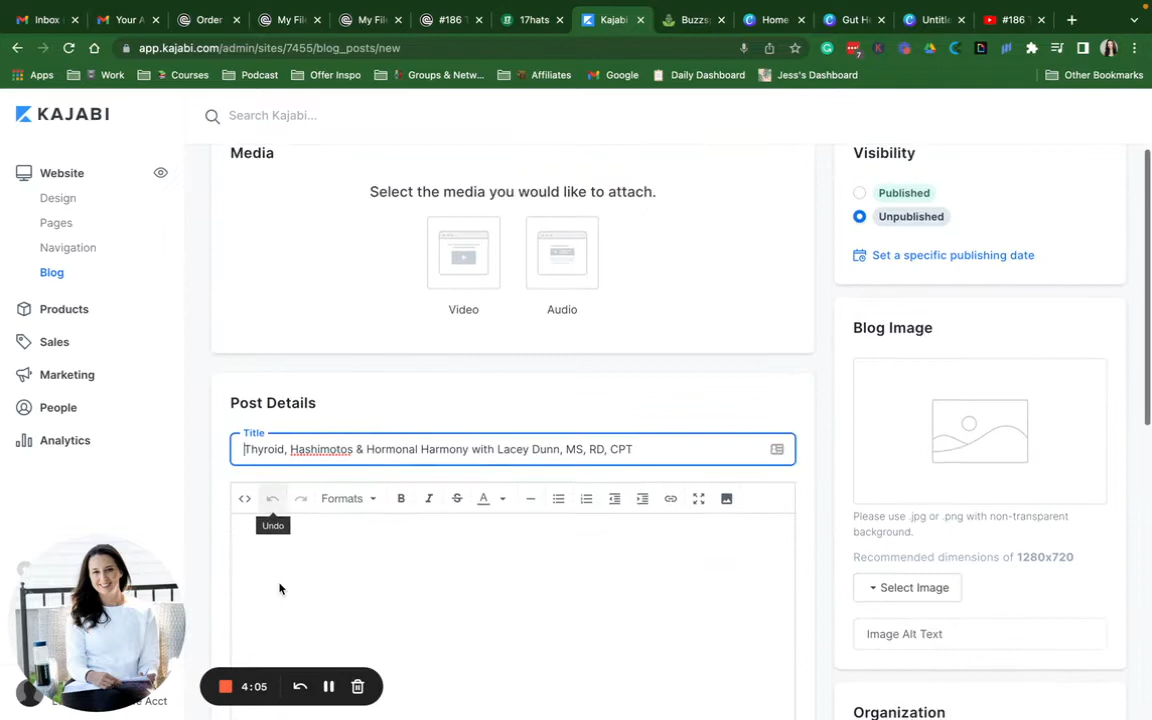 Inbox (
Your A
Order
My File
My File
#186 T
17hats
Kajabi
Buzzsp
Home
Gut He
Untitle
#186 T
app.kajabi.com/admin/sites/7455/blog_posts/new
7
Apps
Work
Courses
Podcast
Offer Inspo
Groups & Netw...
Affiliates
Google
Daily Dashboard
Jess's Dashboard
Other Bookmarks
KAJABI
Search Kajabi...
Website
Design
Pages
Navigation
Blog
Products
Sales
Marketing
People
Analytics
Media
Select the media you would like to attach.
Video
Audio
Post Details
Title
Thyroid, Hashimotos & Hormonal Harmony with Lacey Dunn, MS, RD, CPT
Formats
Undo
Visibility
Published
Unpublished
Set a specific publishing date
Blog Image
Please use .jpg or .png with non-transparent
background.
Recommended dimensions of 1280x720
Select Image
Image Alt Text
Organization
4:05
Acct